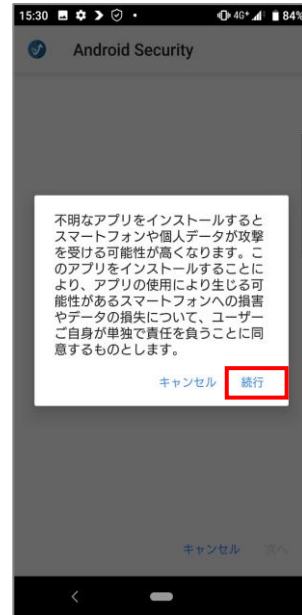 15:30 4G+ 84%
Android Security
不明なアプリをインストールすると
スマートフォンや個人データが攻撃
を受ける可能性が高くなります。こ
のアプリをインストールすることに
より、アプリの使用により生じる可
能性があるスマートフォンへの損害
やデータの損失について、ユーザー
ご自身が単独で責任を負うことに同
意するものとします。
キャンセル 続行
キャンセル 次へ